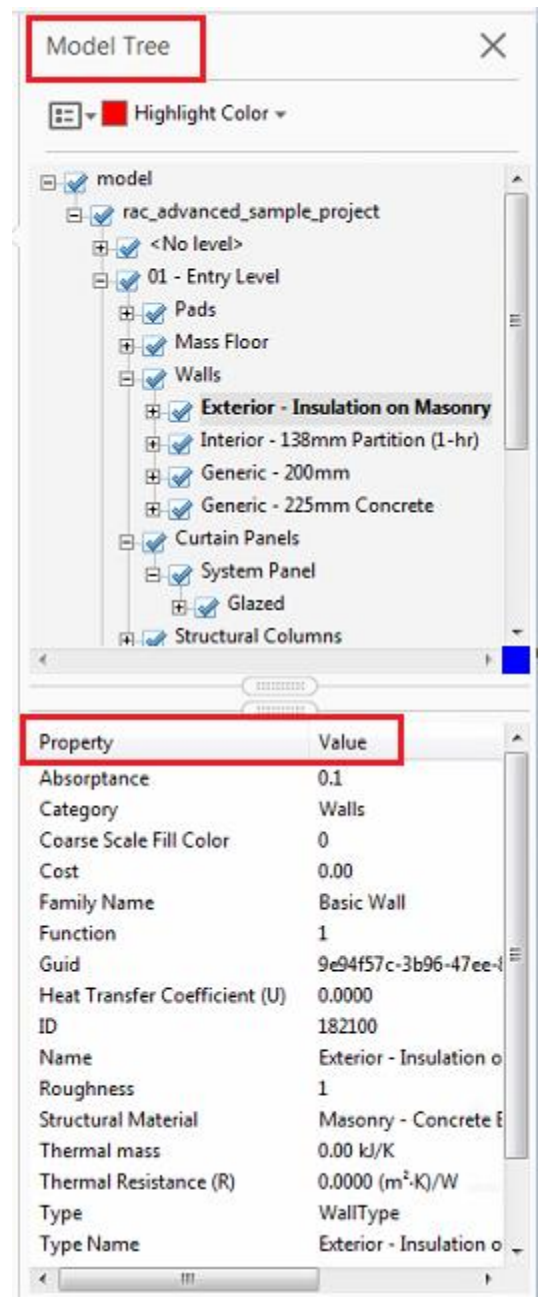 Model Tree
Highlight Color
model
rac_advanced_sample_project
<No level>
01 - Entry Level
Pads
Mass Floor
Walls
Exterior - Insulation on Masonry
Interior - 138mm Partition (1-hr)
Generic - 200mm
Generic - 225mm Concrete
Curtain Panels
System Panel
Glazed
Structural Columns
Property Value
Absorptance 0.1
Category Walls
Coarse Scale Fill Color 0
Cost 0.00
Family Name Basic Wall
Function 1
Guid 9e94f57c-3b96-47ee-
Heat Transfer Coefficient (U) 0.0000
ID 182100
Name Exterior - Insulation o
Roughness 1
Structural Material Masonry - Concrete
Thermal mass 0.00 kJ/K
Thermal Resistance (R) 0.0000 (m²·K)/W
Type WallType
Type Name Exterior - Insulation o